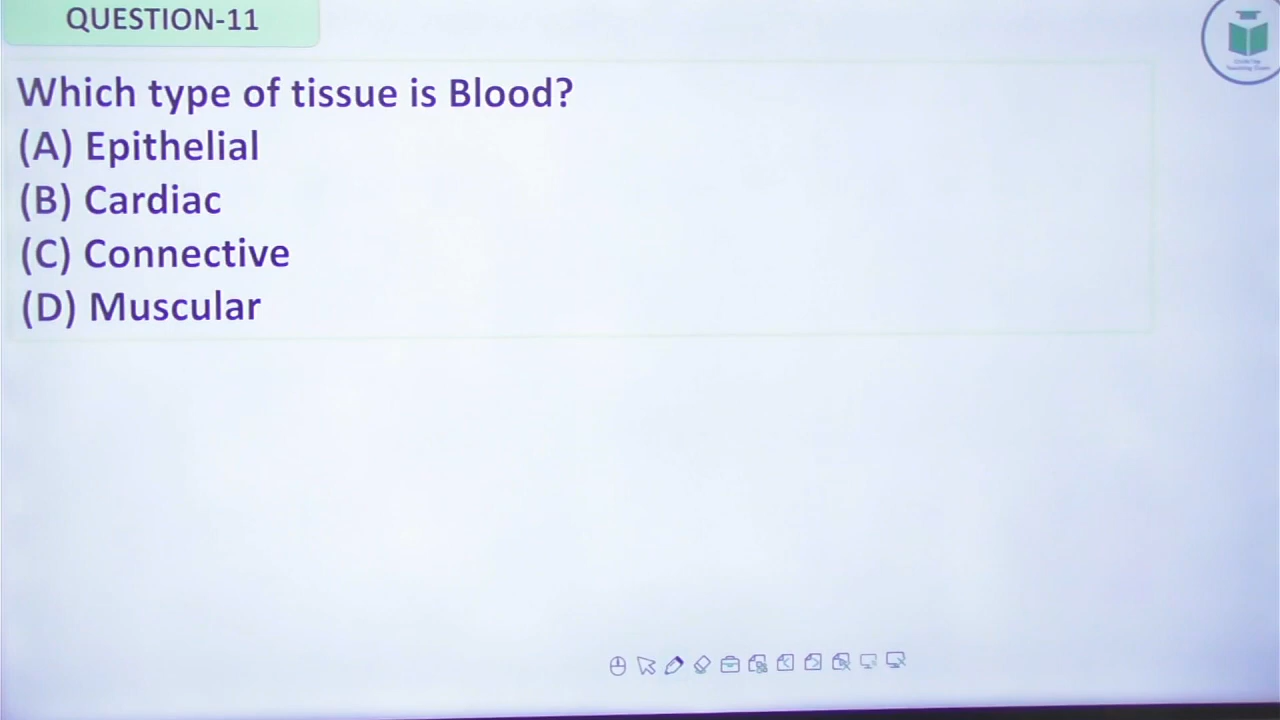 QUESTION-11
Which type of tissue is Blood?
(A) Epithelial
(B) Cardiac
(C) Connective
(D) Muscular